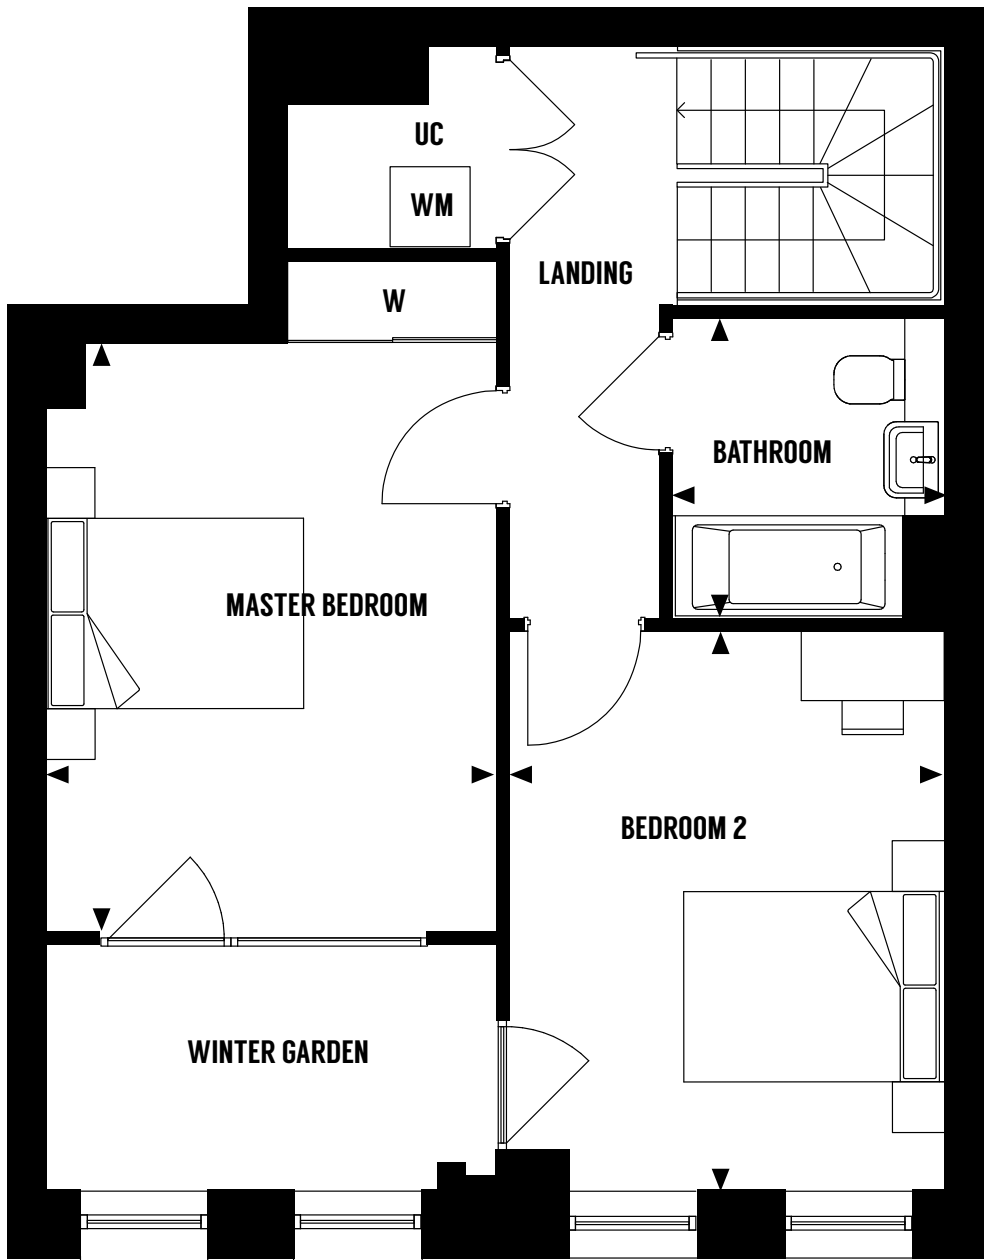 UC
WM
LANDING
W
BATHROOM
MASTER BEDROOM
BEDROOM 2
WINTER GARDEN